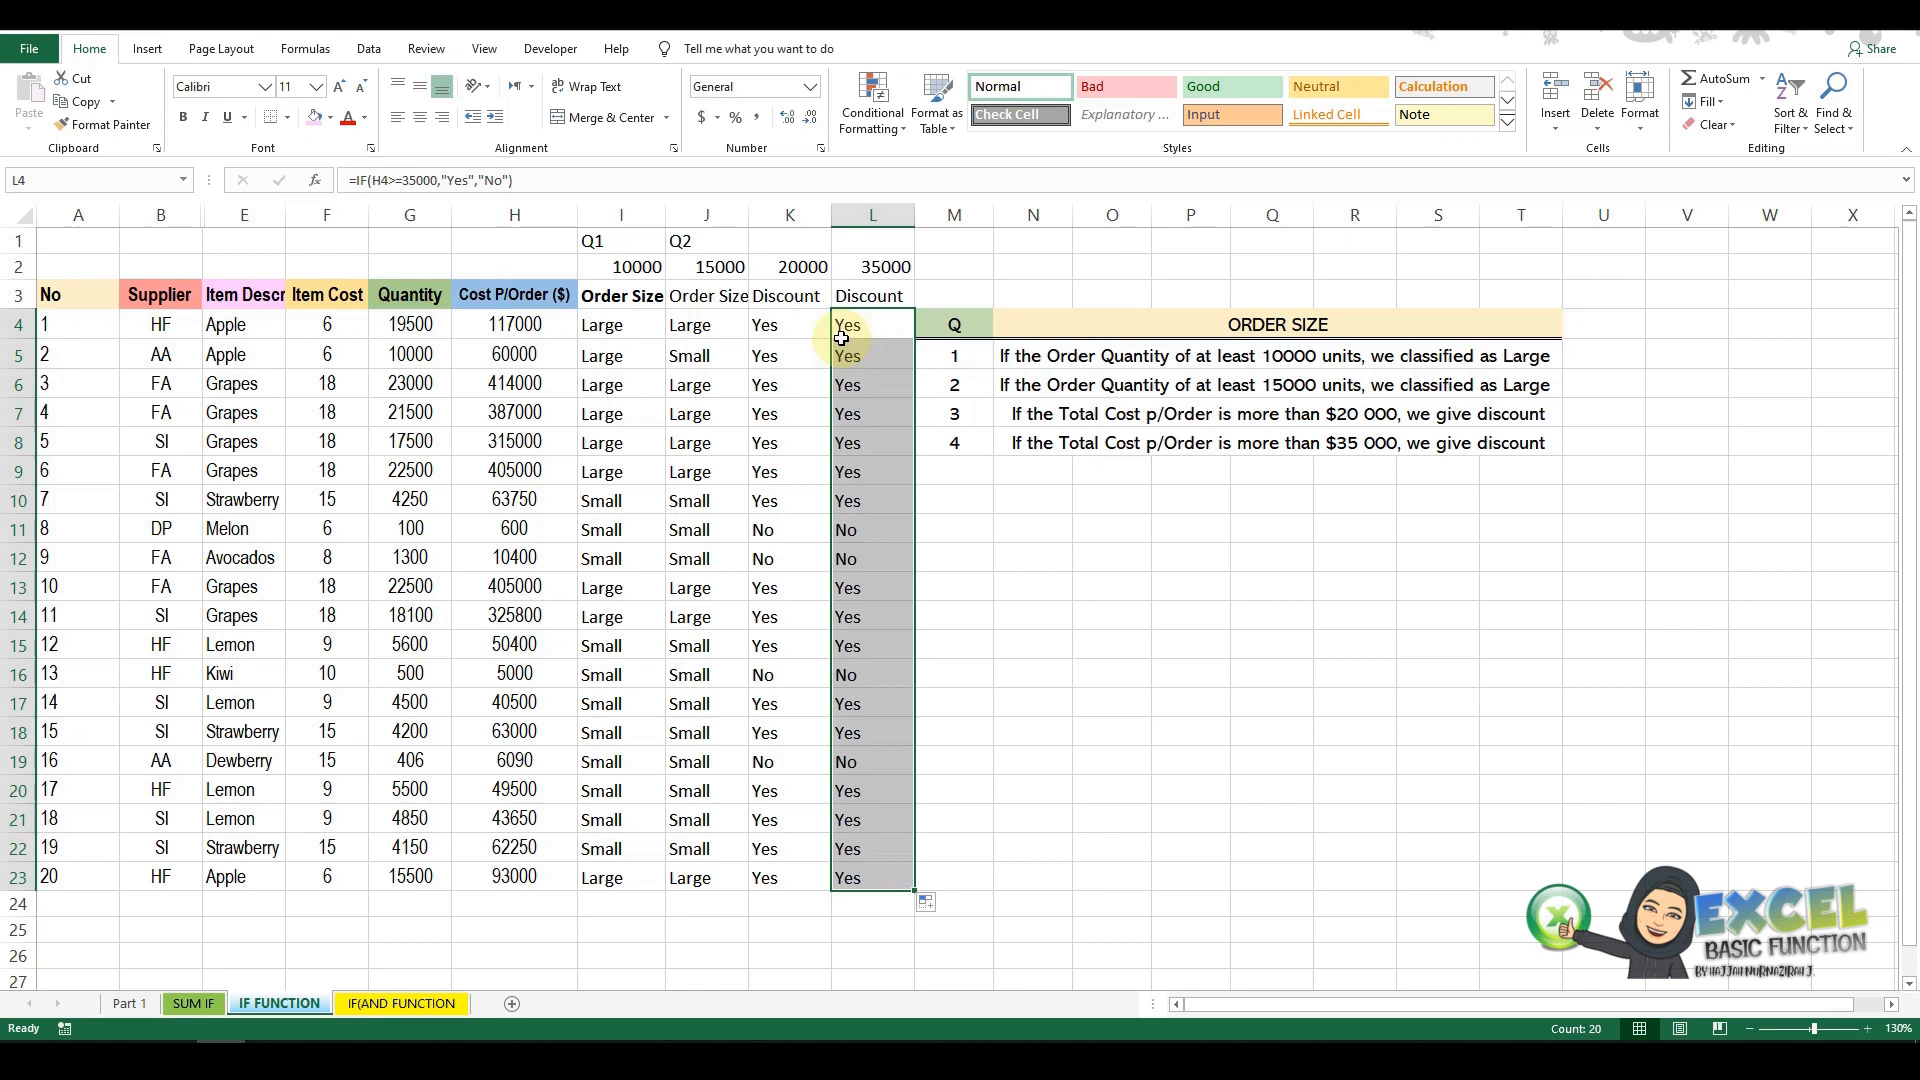 File Home Insert Page Layout Formulas Data Review View Developer Help Tell me what you want to do Share
Cut
Copy
Format Painter
Paste
Clipboard
Calibri 11
B I U
Font
Wrap Text
Merge & Center
Alignment
General
$ % ,
Number
Conditional Formatting
Format as Table
Normal Bad Good Neutral Calculation
Check Cell Explanatory ... Input Linked Cell Note
Styles
Insert Delete Format
Cells
AutoSum
Fill
Clear
Sort & Filter
Find & Select
Editing
L4 fx =IF(H4>=35000,"Yes","No")
A B E F G H I J K L M N O P Q R S T U V W X
1 Q1 Q2
2 10000 15000 20000 35000
3 No Supplier Item Descr Item Cost Quantity Cost P/Order ($) Order Size Order Size Discount Discount
4 1 HF Apple 6 19500 117000 Large Large Yes Yes Q ORDER SIZE
5 2 AA Apple 6 10000 60000 Large Small Yes Yes 1 If the Order Quantity of at least 10000 units, we classified as Large
6 3 FA Grapes 18 23000 414000 Large Large Yes Yes 2 If the Order Quantity of at least 15000 units, we classified as Large
7 4 FA Grapes 18 21500 387000 Large Large Yes Yes 3 If the Total Cost p/Order is more than $20 000, we give discount
8 5 SI Grapes 18 17500 315000 Large Large Yes Yes 4 If the Total Cost p/Order is more than $35 000, we give discount
9 6 FA Grapes 18 22500 405000 Large Large Yes Yes
10 7 SI Strawberry 15 4250 63750 Small Small Yes Yes
11 8 DP Melon 6 100 600 Small Small No No
12 9 FA Avocados 8 1300 10400 Small Small No No
13 10 FA Grapes 18 22500 405000 Large Large Yes Yes
14 11 SI Grapes 18 18100 325800 Large Large Yes Yes
15 12 HF Lemon 9 5600 50400 Small Small Yes Yes
16 13 HF Kiwi 10 500 5000 Small Small No No
17 14 SI Lemon 9 4500 40500 Small Small Yes Yes
18 15 SI Strawberry 15 4200 63000 Small Small Yes Yes
19 16 AA Dewberry 15 406 6090 Small Small No No
20 17 HF Lemon 9 5500 49500 Small Small Yes Yes
21 18 SI Lemon 9 4850 43650 Small Small Yes Yes
22 19 SI Strawberry 15 4150 62250 Small Small Yes Yes
23 20 HF Apple 6 15500 93000 Large Large Yes Yes
24
25
26
27
EXCEL
BASIC FUNCTION
BY HAJJAH NURNAZIRAH J.
Part 1 SUM IF IF FUNCTION IF(AND FUNCTION
Ready Count: 20 130%